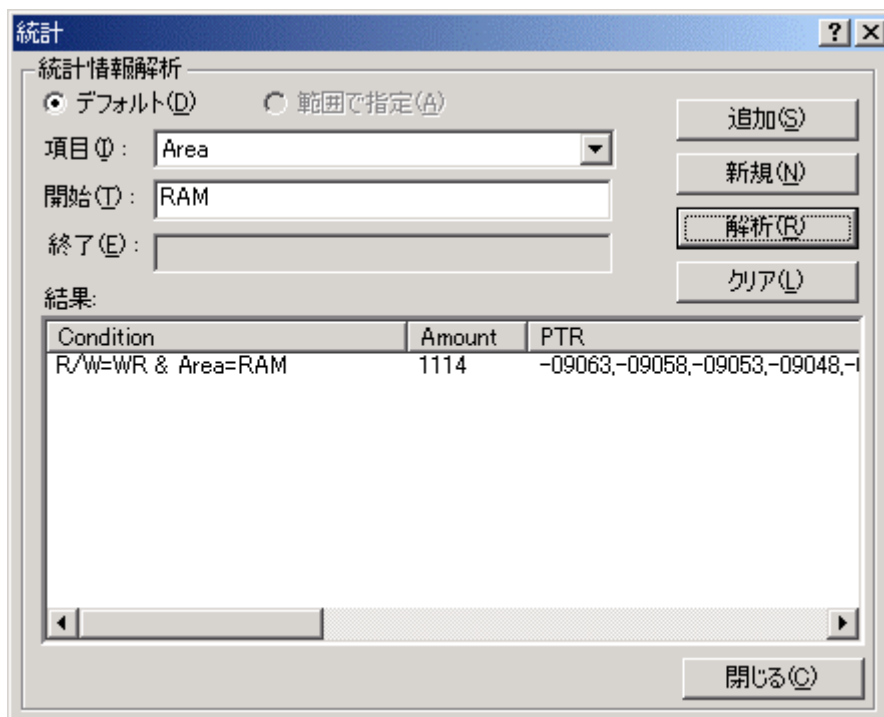 統計
統計情報解析
デフォルト(D) 範囲で指定(A)
追加(S)
項目(I): Area
新規(N)
開始(T): RAM
解析(R)
終了(E):
クリア(L)
結果:
Condition Amount PTR
R/W=WR & Area=RAM 1114 -09063,-09058,-09053,-09048,-
閉じる(C)